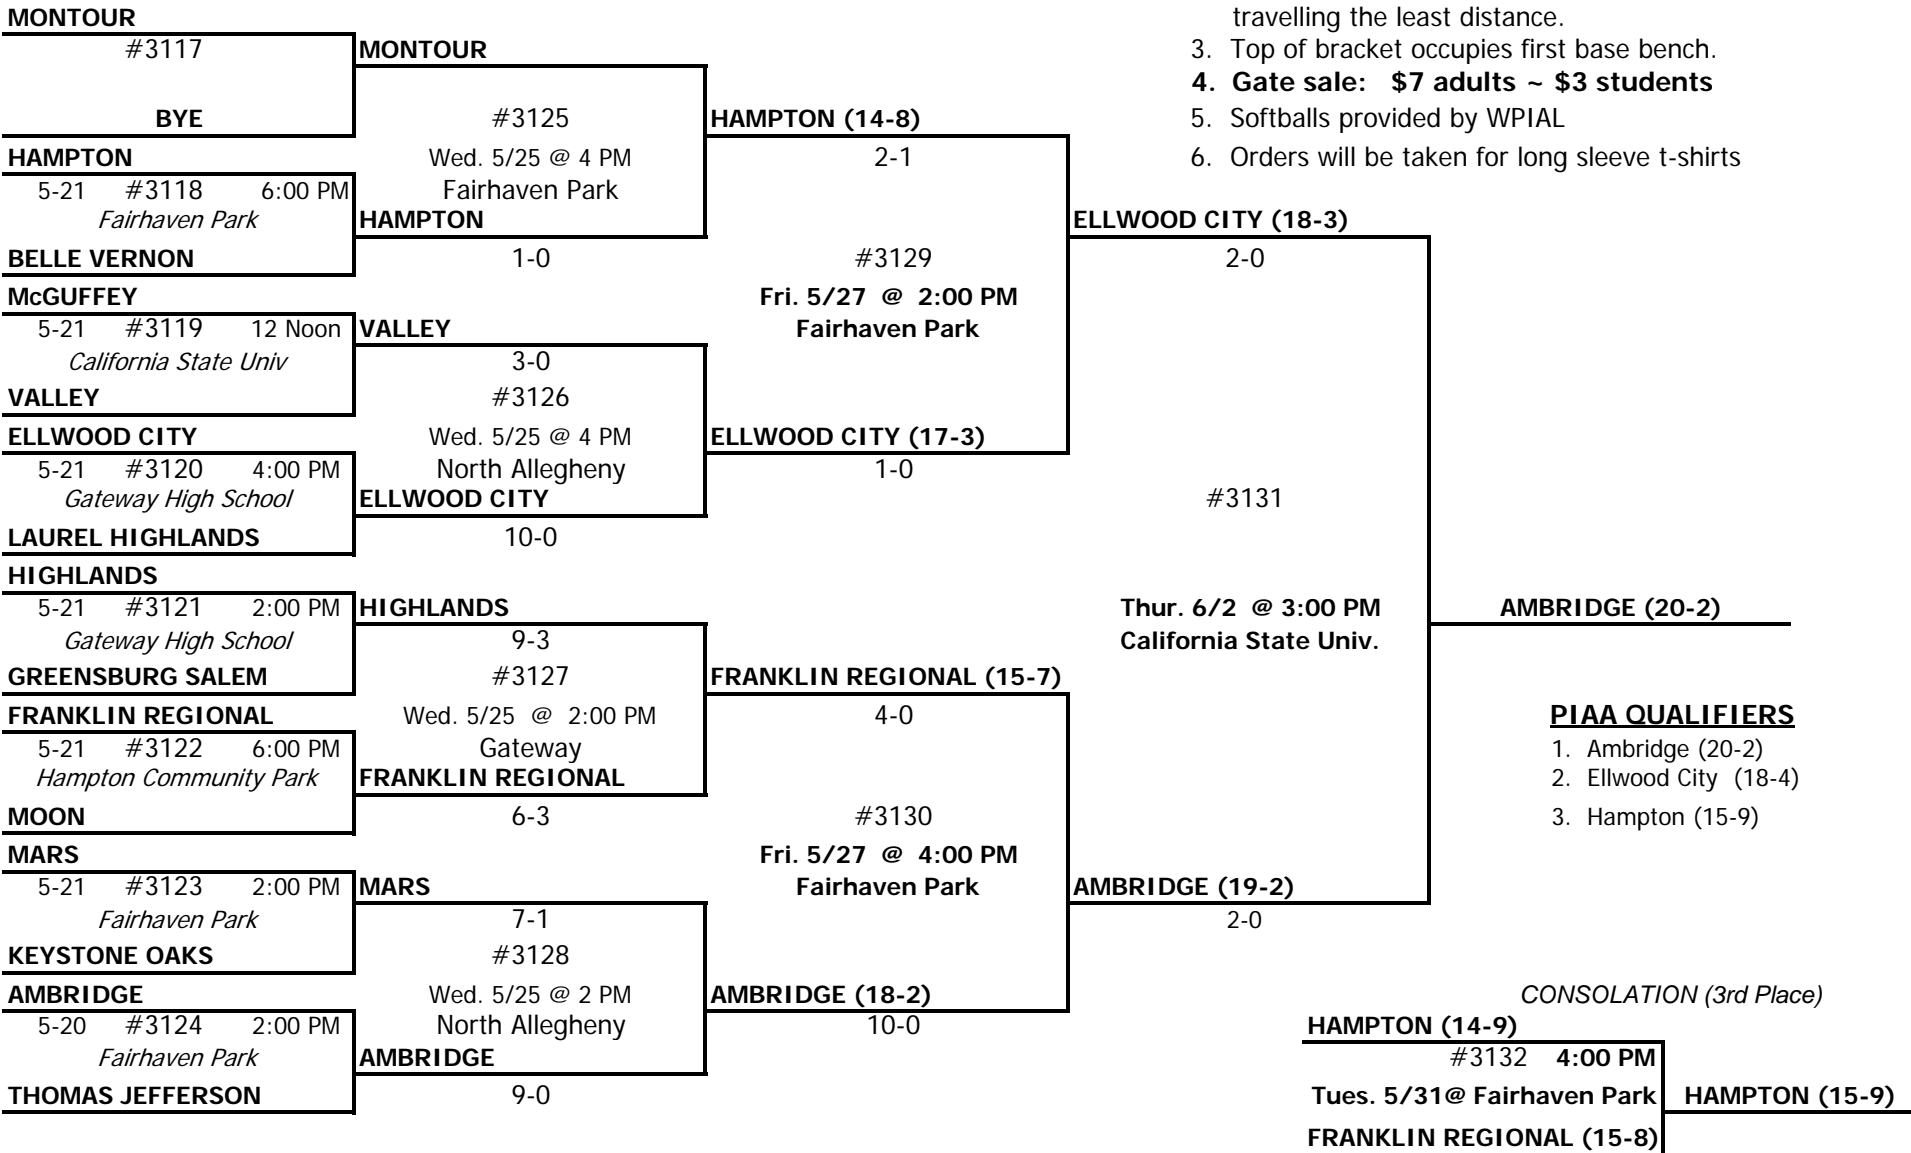 MONTOUR
#3117
BYE
HAMPTON
5-21 #3118 6:00 PM
Fairhaven Park
BELLE VERNON
McGUFFEY
5-21 #3119 12 Noon
California State Univ
VALLEY
ELLWOOD CITY
5-21 #3120 4:00 PM
Gateway High School
LAUREL HIGHLANDS
HIGHLANDS
5-21 #3121 2:00 PM
Gateway High School
GREENSBURG SALEM
FRANKLIN REGIONAL
5-21 #3122 6:00 PM
Hampton Community Park
MOON
MARS
5-21 #3123 2:00 PM
Fairhaven Park
KEYSTONE OAKS
AMBRIDGE
5-20 #3124 2:00 PM
Fairhaven Park
THOMAS JEFFERSON
MONTOUR
#3125
Wed. 5/25 @ 4 PM
Fairhaven Park
HAMPTON
1-0
VALLEY
3-0
#3126
Wed. 5/25 @ 4 PM
North Allegheny
ELLWOOD CITY
10-0
HIGHLANDS
9-3
#3127
Wed. 5/25 @ 2:00 PM
Gateway
FRANKLIN REGIONAL
6-3
MARS
7-1
#3128
Wed. 5/25 @ 2 PM
North Allegheny
AMBRIDGE
9-0
HAMPTON (14-8)
2-1
#3129
Fri. 5/27 @ 2:00 PM
Fairhaven Park
ELLWOOD CITY (17-3)
1-0
FRANKLIN REGIONAL (15-7)
4-0
#3130
Fri. 5/27 @ 4:00 PM
Fairhaven Park
AMBRIDGE (18-2)
10-0
ELLWOOD CITY (18-3)
2-0
#3131
Thur. 6/2 @ 3:00 PM
California State Univ.
AMBRIDGE (19-2)
2-0
AMBRIDGE (20-2)
travelling the least distance.
3. Top of bracket occupies first base bench.
4. Gate sale: $7 adults ~ $3 students
5. Softballs provided by WPIAL
6. Orders will be taken for long sleeve t-shirts
PIAA QUALIFIERS
1. Ambridge (20-2)
2. Ellwood City (18-4)
3. Hampton (15-9)
CONSOLATION (3rd Place)
HAMPTON (14-9)
#3132 4:00 PM
Tues. 5/31@ Fairhaven Park
FRANKLIN REGIONAL (15-8)
HAMPTON (15-9)